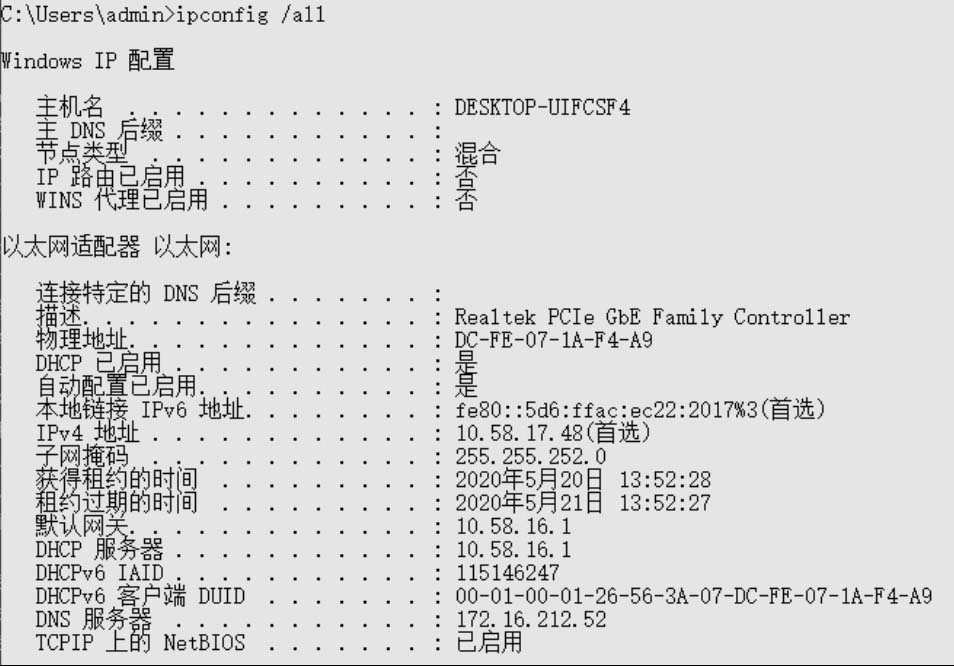 C:\Users\admin>ipconfig /all
Windows IP 配置
主机名 . . . . . . . . . . . . . : DESKTOP-UIFCSF4
主 DNS 后缀 . . . . . . . . . . . :
节点类型 . . . . . . . . . . . . : 混合
IP 路由已启用 . . . . . . . . . . : 否
WINS 代理已启用 . . . . . . . . . : 否
以太网适配器 以太网:
连接特定的 DNS 后缀 . . . . . . . :
描述. . . . . . . . . . . . . . . : Realtek PCIe GbE Family Controller
物理地址. . . . . . . . . . . . . : DC-FE-07-1A-F4-A9
DHCP 已启用 . . . . . . . . . . . : 是
自动配置已启用. . . . . . . . . . : 是
本地链接 IPv6 地址. . . . . . . . : fe80::5d6:ffac:ec22:2017%3(首选)
IPv4 地址 . . . . . . . . . . . . : 10.58.17.48(首选)
子网掩码 . . . . . . . . . . . . : 255.255.252.0
获得租约的时间 . . . . . . . . . : 2020年5月20日 13:52:28
租约过期的时间 . . . . . . . . . : 2020年5月21日 13:52:27
默认网关. . . . . . . . . . . . . : 10.58.16.1
DHCP 服务器 . . . . . . . . . . . : 10.58.16.1
DHCPv6 IAID . . . . . . . . . . . : 115146247
DHCPv6 客户端 DUID . . . . . . . : 00-01-00-01-26-56-3A-07-DC-FE-07-1A-F4-A9
DNS 服务器 . . . . . . . . . . . : 172.16.212.52
TCPIP 上的 NetBIOS . . . . . . . : 已启用